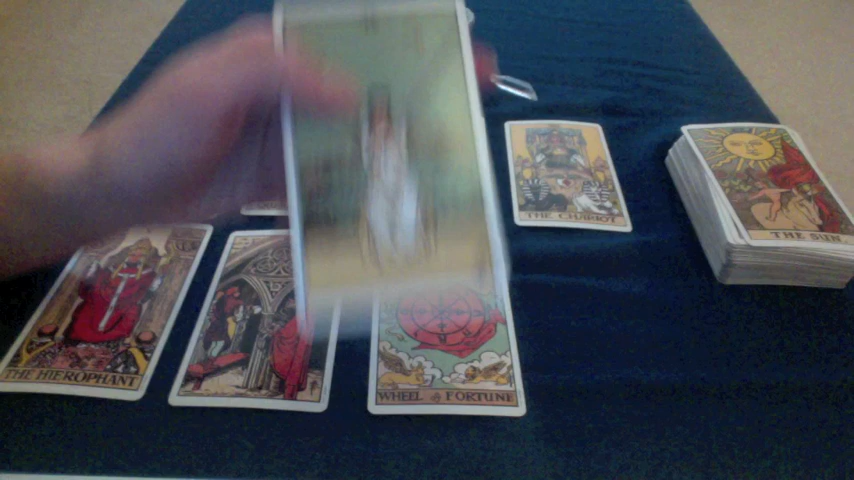 THE CHARIOT
THE SUN.
THE HIEROPHANT
WHEEL of FORTUNE